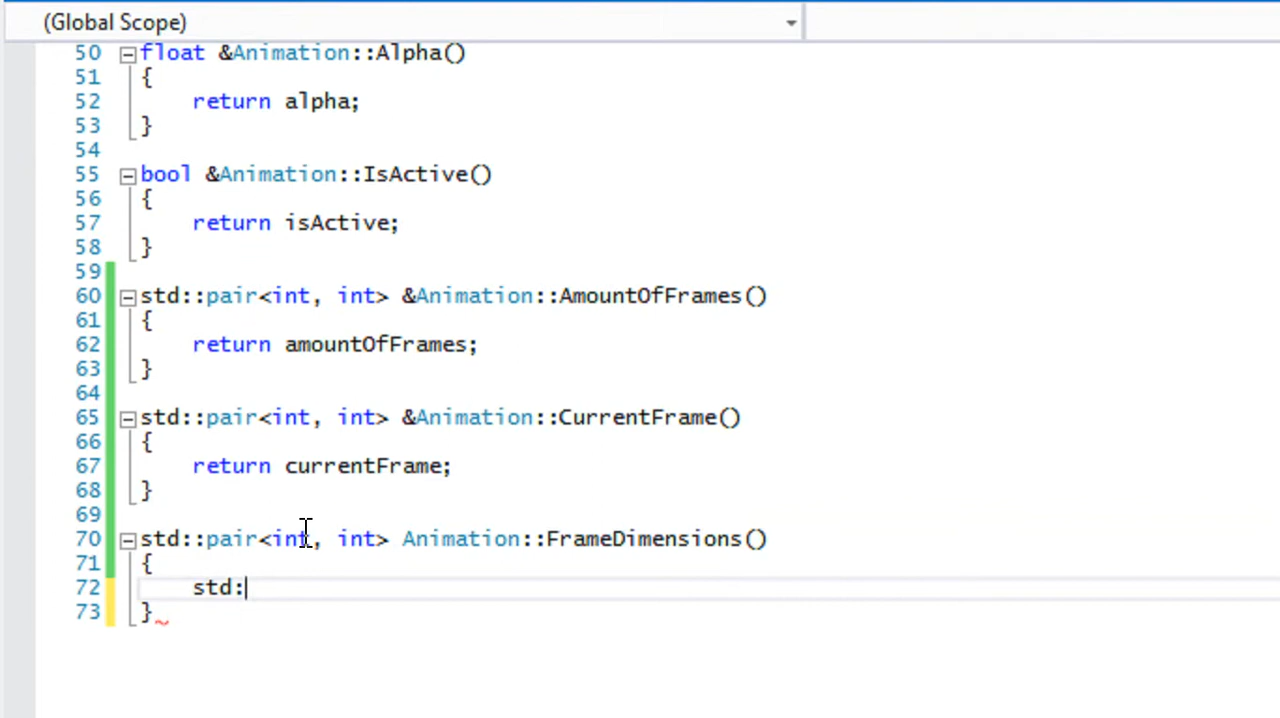 (Global Scope)
50 float &Animation::Alpha()
51 {
52 return alpha;
53 }
54
55 bool &Animation::IsActive()
56 {
57 return isActive;
58 }
59
60 std::pair<int, int> &Animation::AmountOfFrames()
61 {
62 return amountOfFrames;
63 }
64
65 std::pair<int, int> &Animation::CurrentFrame()
66 {
67 return currentFrame;
68 }
69
70 std::pair<int, int> Animation::FrameDimensions()
71 {
72 std:
73 }